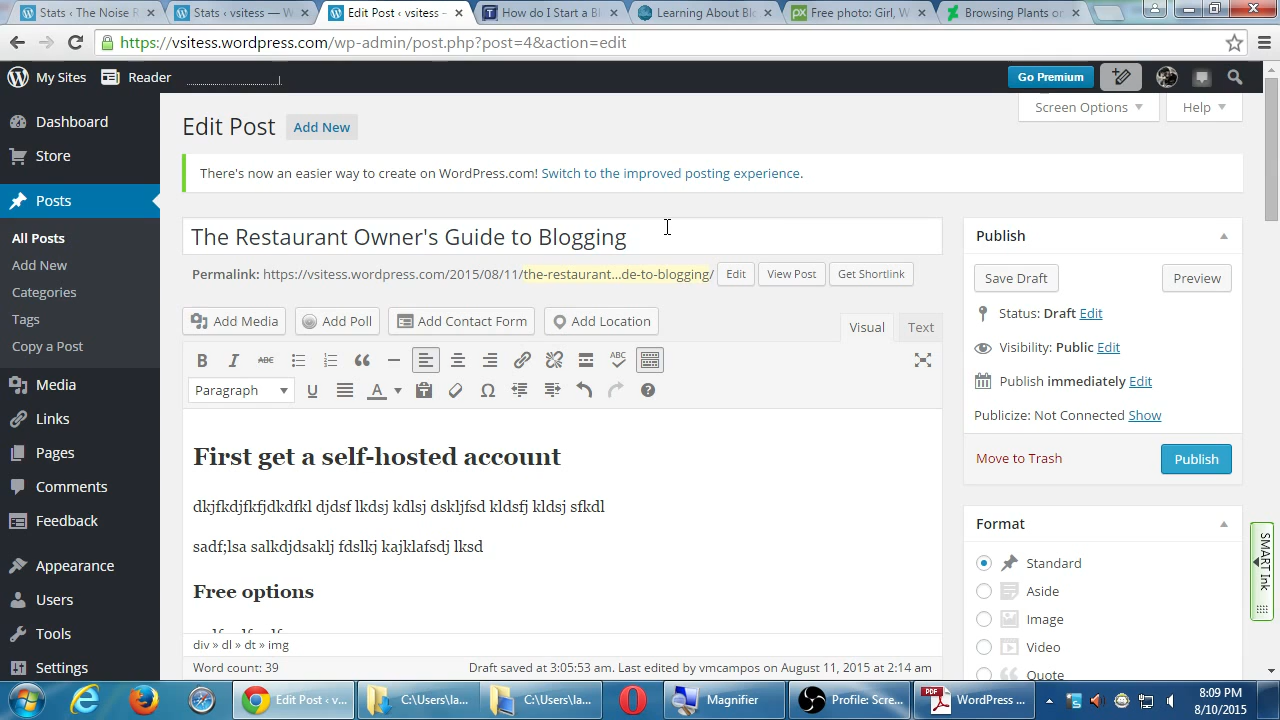 Stats ‹ The Noise R
Stats ‹ vsitess — W
Edit Post ‹ vsitess –
How do I Start a Bl
Learning About Blo
Free photo: Girl, W
Browsing Plants on
https://vsitess.wordpress.com/wp-admin/post.php?post=4&action=edit
My Sites
Reader
Go Premium
Screen Options
Help
Dashboard
Store
Posts
All Posts
Add New
Categories
Tags
Copy a Post
Media
Links
Pages
Comments
Feedback
Appearance
Users
Tools
Settings
Edit Post
Add New
There's now an easier way to create on WordPress.com! Switch to the improved posting experience.
The Restaurant Owner's Guide to Blogging
Permalink: https://vsitess.wordpress.com/2015/08/11/the-restaurant...de-to-blogging/ Edit View Post Get Shortlink
Add Media
Add Poll
Add Contact Form
Add Location
Visual
Text
B I ABC ABC
Paragraph U A Ω
First get a self-hosted account
dkjfkdjfkfjdkdfkl djdsf lkdsj kdlsj dskljfsd kldsfj kldsj sfkdl
sadf;lsa salkdjdsaklj fdslkj kajklafsdj lksd
Free options
div » dl » dt » img
Word count: 39
Draft saved at 3:05:53 am. Last edited by vmcampos on August 11, 2015 at 2:14 am
Publish
Save Draft
Preview
Status: Draft Edit
Visibility: Public Edit
Publish immediately Edit
Publicize: Not Connected Show
Move to Trash
Publish
Format
Standard
Aside
Image
Video
Quote
SMART Ink
Edit Post ‹ v...
C:\Users\la...
C:\Users\la...
Magnifier
Profile: Scre...
WordPress ...
8:09 PM
8/10/2015